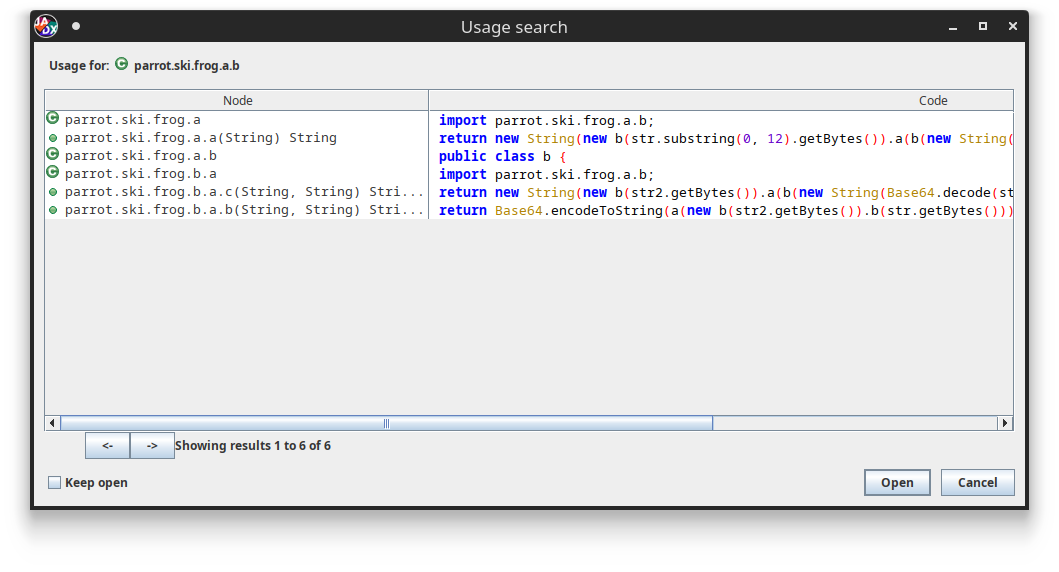 JA
DX
Usage search
Usage for: C parrot.ski.frog.a.b
Node Code
C parrot.ski.frog.a import parrot.ski.frog.a.b;
parrot.ski.frog.a.a(String) String return new String(new b(str.substring(0, 12).getBytes()).a(b(new String(
C parrot.ski.frog.a.b public class b {
C parrot.ski.frog.b.a import parrot.ski.frog.a.b;
parrot.ski.frog.b.a.c(String, String) Stri... return new String(new b(str2.getBytes()).a(b(new String(Base64.decode(st
parrot.ski.frog.b.a.b(String, String) Stri... return Base64.encodeToString(a(new b(str2.getBytes()).b(str.getBytes()))
<- -> Showing results 1 to 6 of 6
Keep open Open Cancel